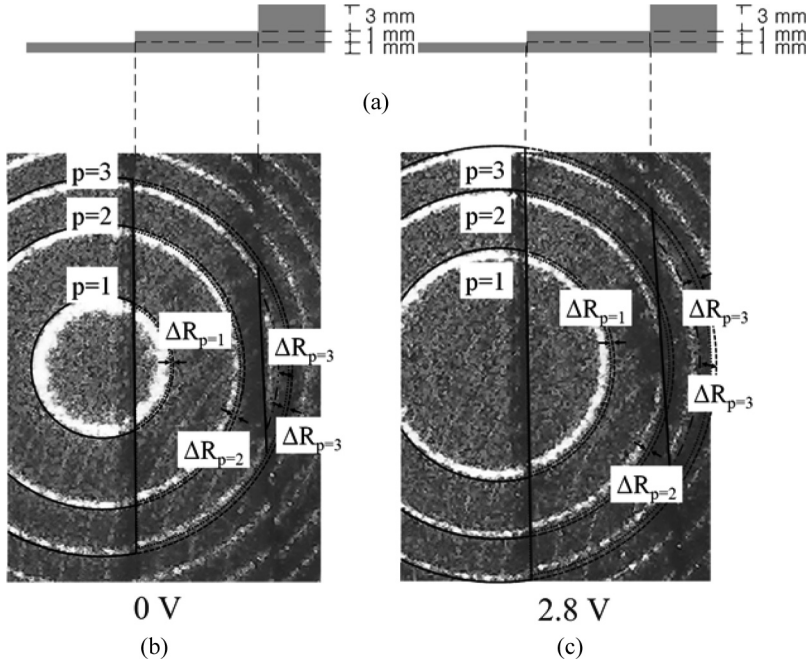 3 mm
1 mm
1 mm
3 mm
1 mm
1 mm
(a)
p=3
p=2
p=1
ΔRp=1
ΔRp=3
ΔRp=2
ΔRp=3
p=3
p=2
p=1
ΔRp=1
ΔRp=3
ΔRp=3
ΔRp=2
0 V
2.8 V
(b)
(c)